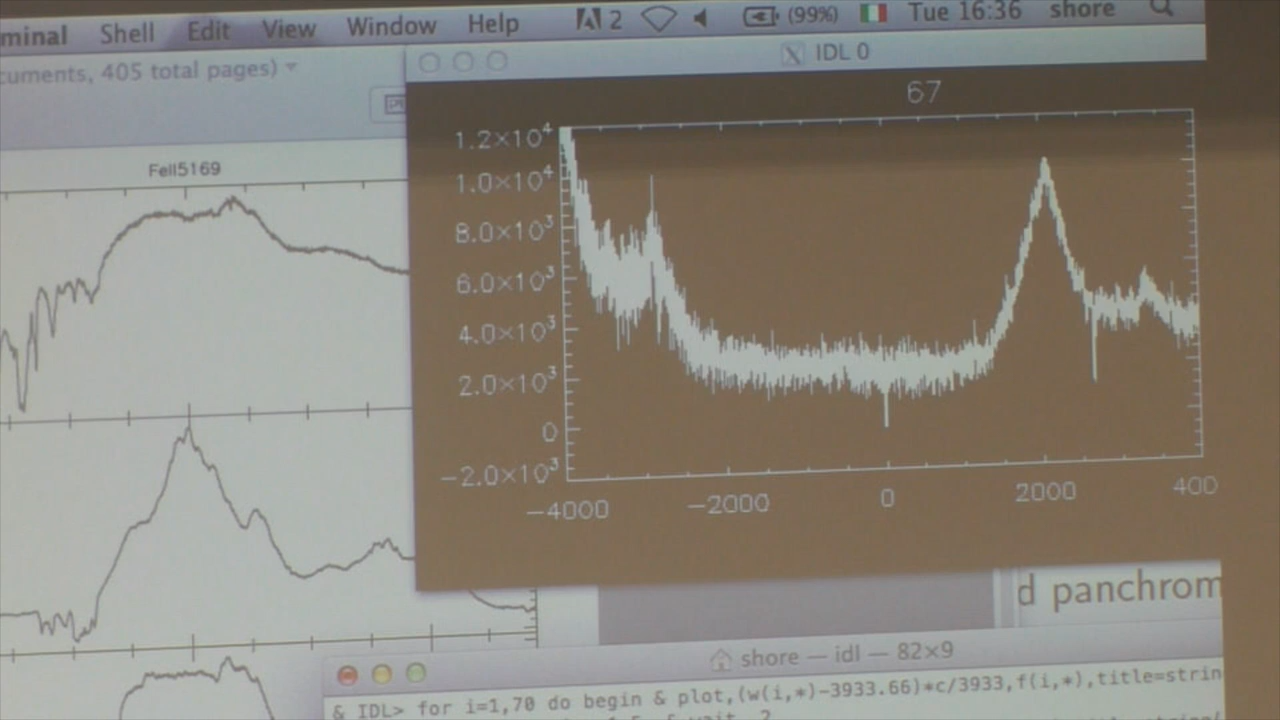 minal Shell Edit View Window Help 2 (99%) Tue 16:36 shore
cuments, 405 total pages)
IDL 0
67
FeII5169
1.2×10⁴
1.0×10⁴
8.0×10³
6.0×10³
4.0×10³
2.0×10³
0
−2.0×10³
−4000 −2000 0 2000 400
d panchrom
shore — idl — 82×9
& IDL> for i=1,70 do begin & plot,(w(i,*)−3933.66)*c/3933,f(i,*),title=strin